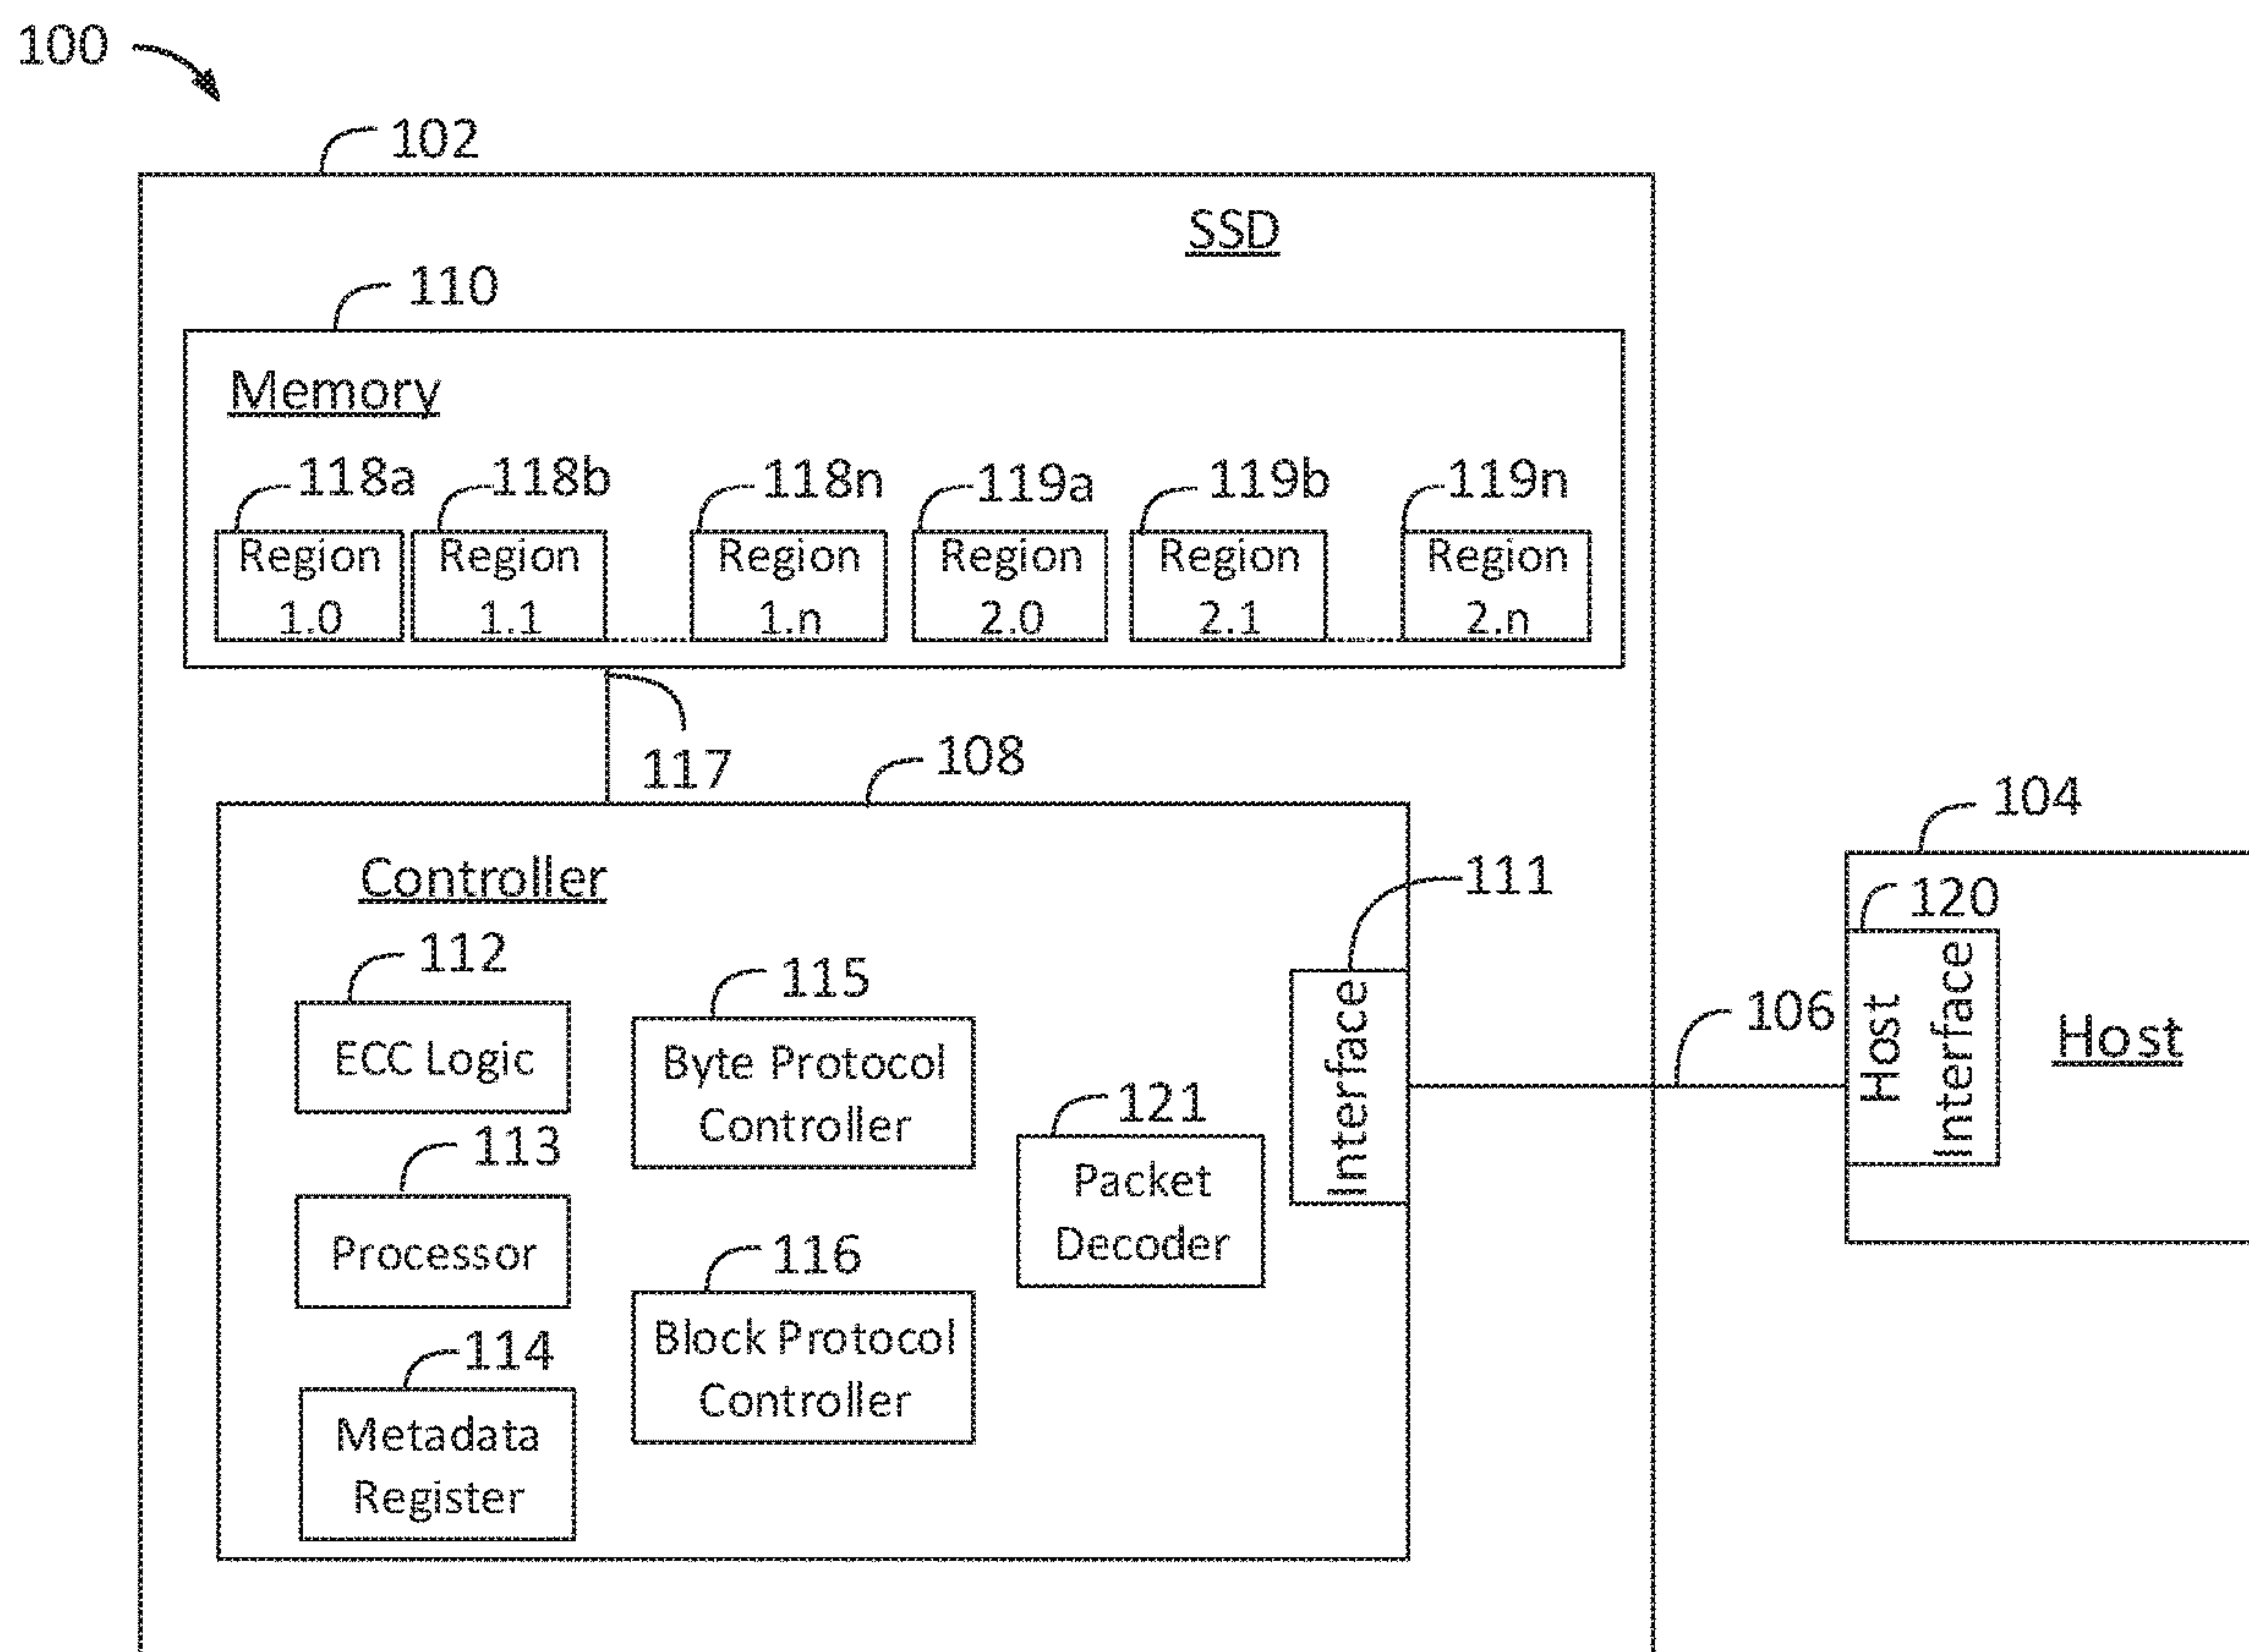 100
102
SSD
110
Memory
118a 118b 118n 119a 119b 119n
Region 1.0
Region 1.1
Region 1.n
Region 2.0
Region 2.1
Region 2.n
117
108
104
Controller
111
120
112
ECC Logic
115
Byte Protocol
Controller
Interface
106
Host
Interface
Host
113
Processor
121
Packet
Decoder
116
Block Protocol
Controller
114
Metadata
Register